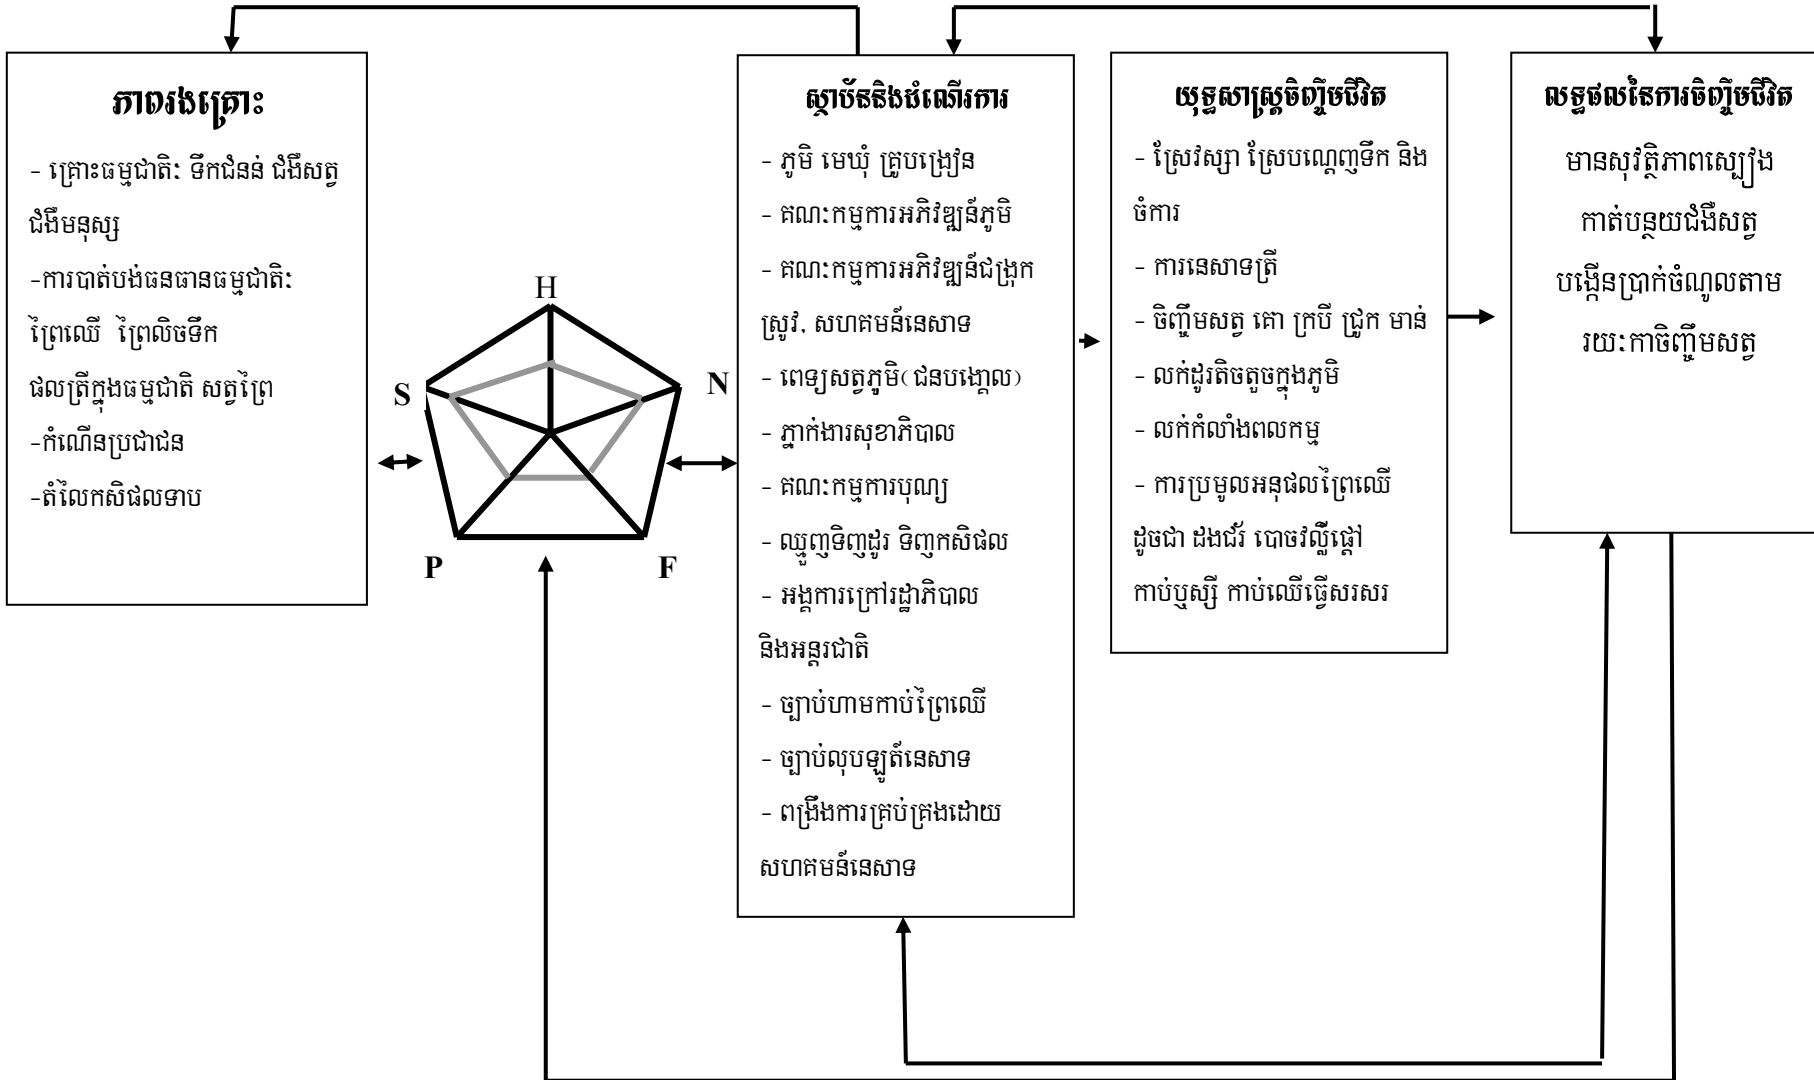 ភាពរងគ្រោះ
- គ្រោះធម្មជាតិ: ទឹកជំនន់ ជំងឺសត្វ
ជំងឺមនុស្ស
-ការបាត់បង់ធនធានធម្មជាតិ:
ព្រៃឈើ ព្រៃលិចទឹក
ផលត្រីក្នុងធម្មជាតិ សត្វព្រៃ
-កំណើនប្រជាជន
-តំលៃកសិផលទាប
H
S
N
P
F
ស្ថាប័ននិងដំណើរការ
- ភូមិ មេឃុំ គ្រូបង្រៀន
- គណ:កម្មការអភិវឌ្ឍន៍ភូមិ
- គណ:កម្មការអភិវឌ្ឍន៍ជង្រុក
ស្រូវ, សហគមន៍នេសាទ
- ពេទ្យសត្វភូមិ(ជនបង្គោល)
- ភ្នាក់ងារសុខាភិបាល
- គណ:កម្មការបុណ្យ
- ឈ្មួញទិញដូរ ទិញកសិផល
- អង្គការក្រៅរដ្ឋាភិបាល
និងអន្តរជាតិ
- ច្បាប់ហាមកាប់ព្រៃឈើ
- ច្បាប់លុបឡូត៍នេសាទ
- ពង្រឹងការគ្រប់គ្រងដោយ
សហគមន៍នេសាទ
យុទ្ធសាស្ត្រចិញ្ចឹមជីវិត
- ស្រែវស្សា ស្រែបណ្តេញទឹក និង
ចំការ
- ការនេសាទត្រី
- ចិញ្ចឹមសត្វ គោ ក្របី ជ្រូក មាន់
- លក់ដូរតិចតួចក្នុងភូមិ
- លក់កំលាំងពលកម្ម
- ការប្រមូលអនុផលព្រៃឈើ
ដូចជា ដងជ័រ បោចវល្លិ៍ផ្តៅ
កាប់ឬស្សី កាប់ឈើធ្វើសរសរ
លទ្ធផលនៃការចិញ្ចឹមជីវិត
មានសុវត្ថិភាពស្បៀង
កាត់បន្ថយជំងឺសត្វ
បង្កើនប្រាក់ចំណូលតាម
រយ:កាចិញ្ចឹមសត្វ